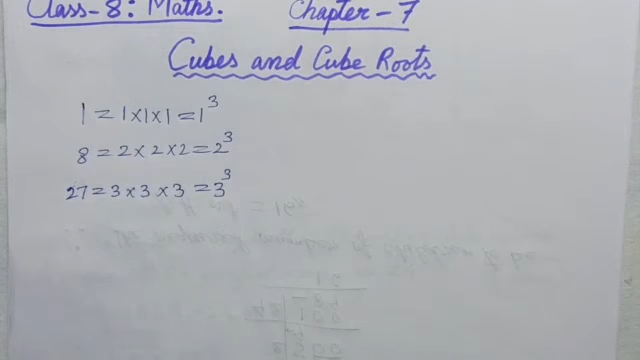 Class-8: Maths. Chapter-7
Cubes and Cube Roots
1 = 1×1×1 = 1³
8 = 2×2×2 = 2³
27 = 3×3×3 = 3³